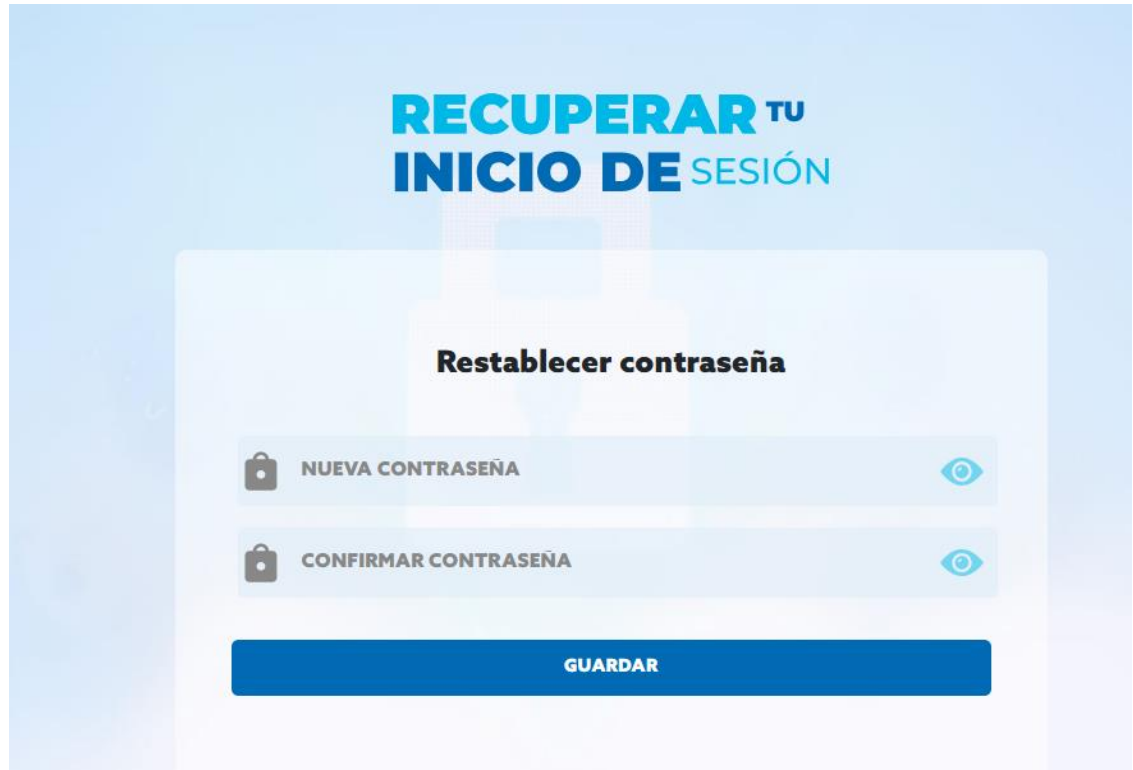 RECUPERAR TU
INICIO DE SESIÓN
Restablecer contraseña
NUEVA CONTRASEÑA
CONFIRMAR CONTRASEÑA
GUARDAR